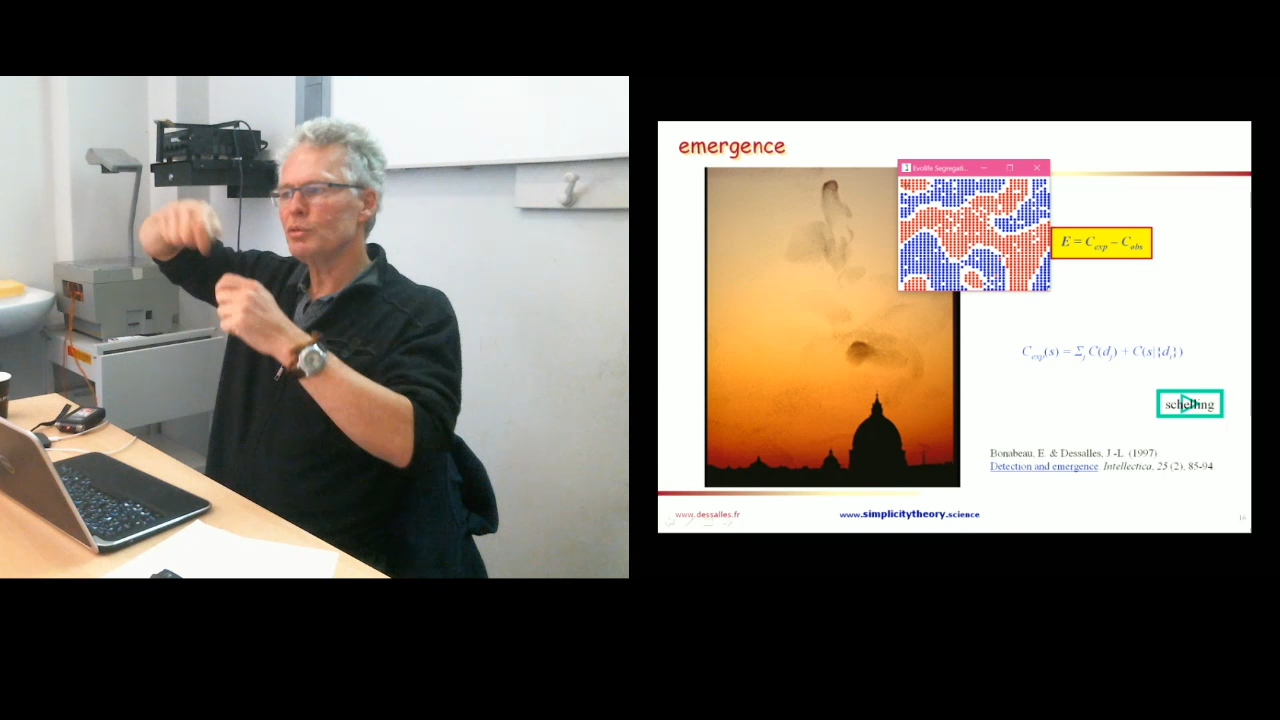 emergence
Evolife Segregati...
E = C_exp – C_obs
C_exp(s) = Σ_j C(d_j) + C(s|{d_j})
schelling
Bonabeau, E. & Dessalles, J.-L. (1997)
Detection and emergence. Intellectica, 25 (2), 85-94
www.dessalles.fr
www.simplicitytheory.science
16